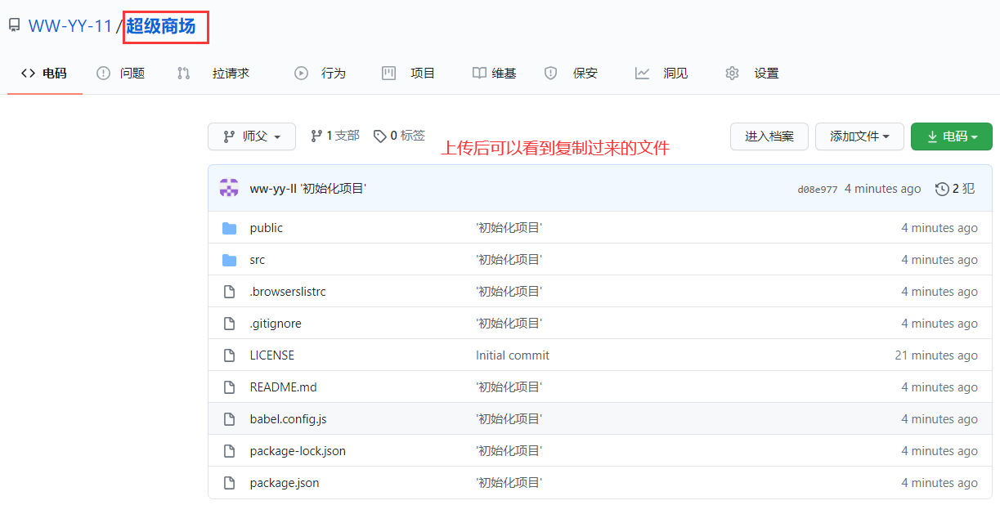 WW-YY-11 / 超级商场
电码 问题 拉请求 行为 项目 维基 保安 洞见 设置
师父 1 支部 0 标签 进入档案 添加文件 电码
上传后可以看到复制过来的文件
ww-yy-ll '初始化项目' d08e977 4 minutes ago 2 犯
public '初始化项目' 4 minutes ago
src '初始化项目' 4 minutes ago
.browserslistrc '初始化项目' 4 minutes ago
.gitignore '初始化项目' 4 minutes ago
LICENSE Initial commit 21 minutes ago
README.md '初始化项目' 4 minutes ago
babel.config.js '初始化项目' 4 minutes ago
package-lock.json '初始化项目' 4 minutes ago
package.json '初始化项目' 4 minutes ago